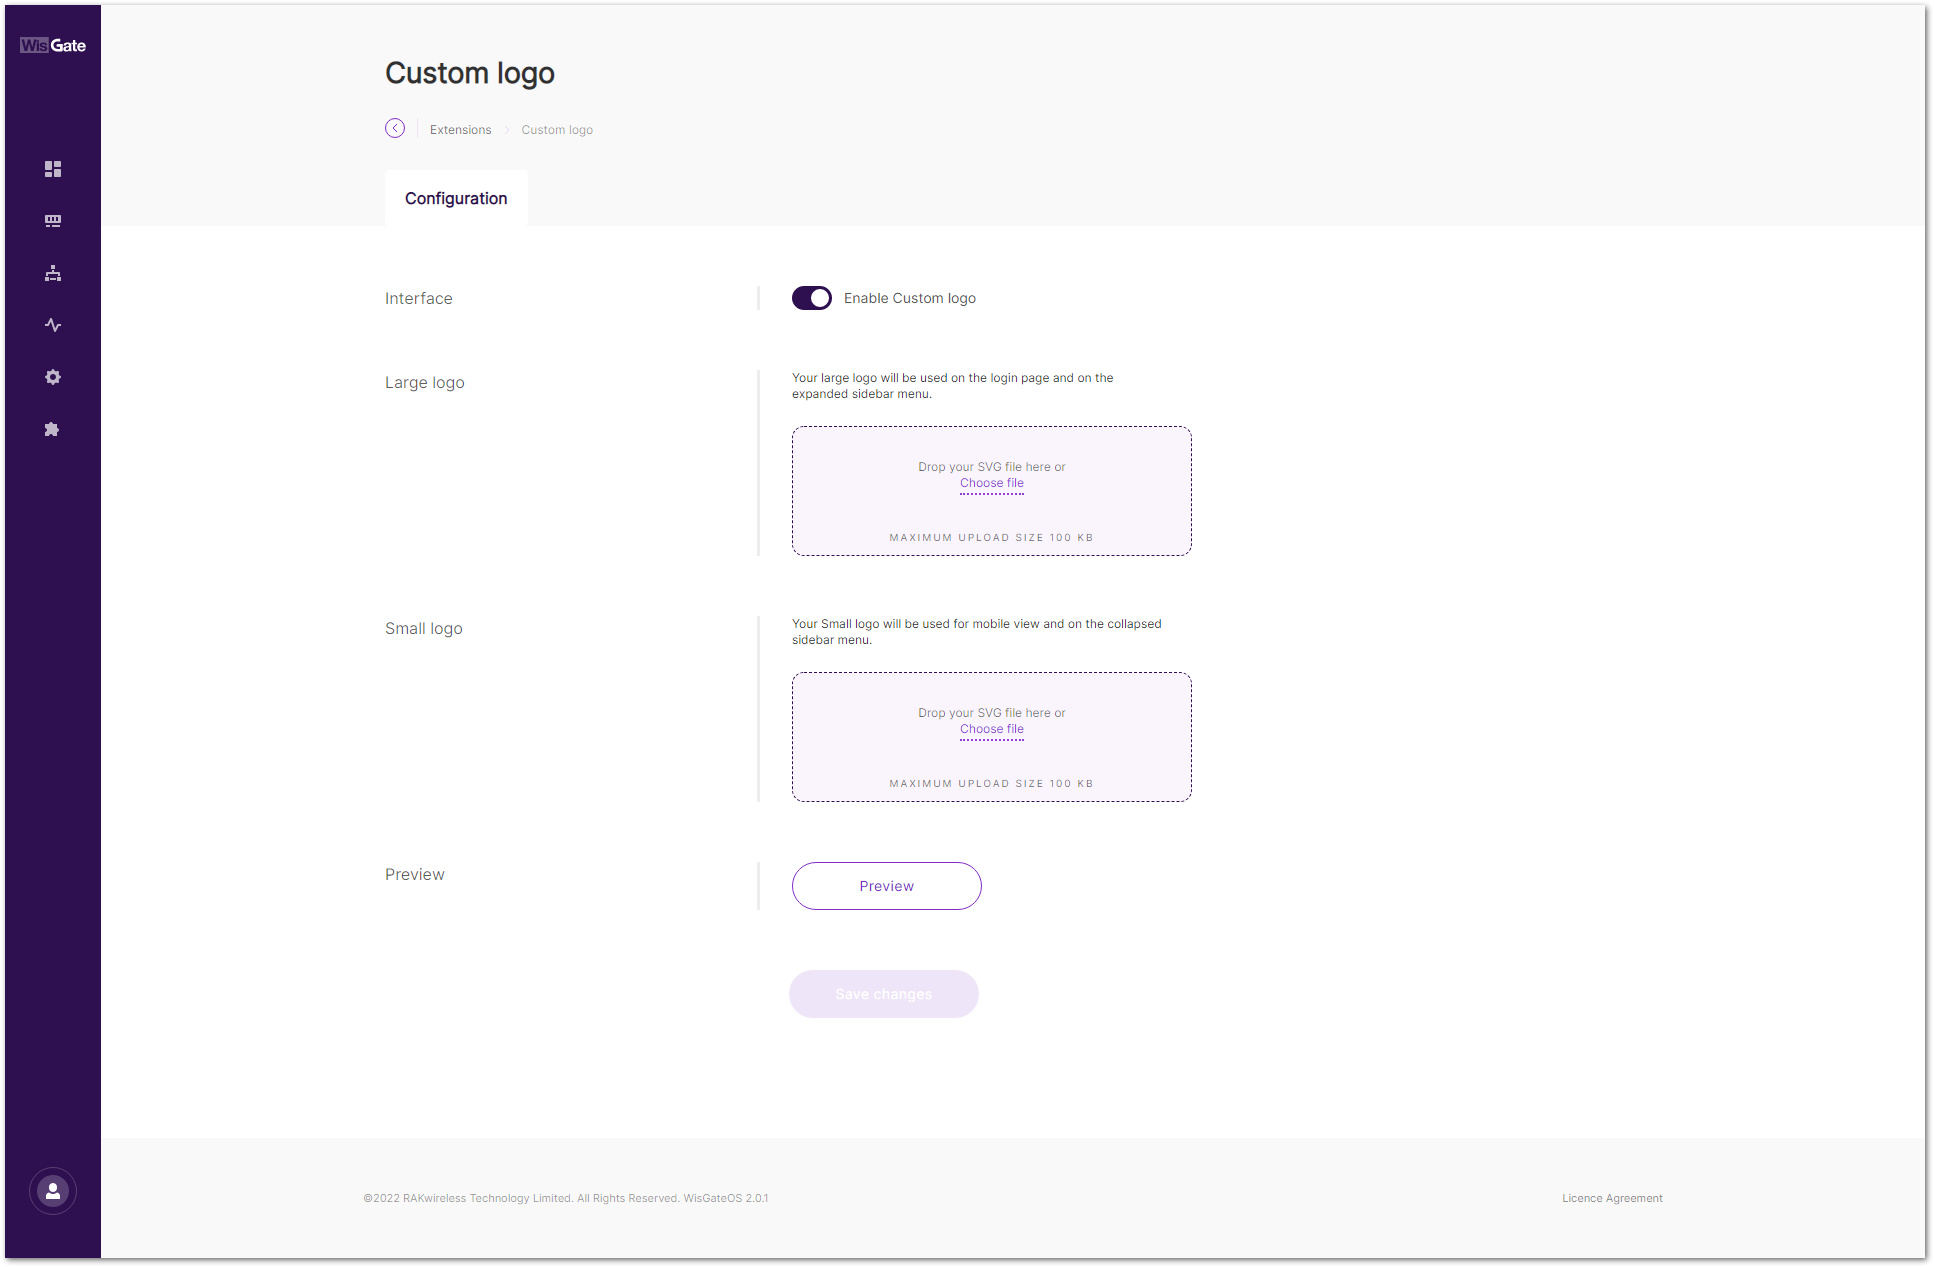 WisGate
Custom logo
Extensions
Custom logo
Configuration
Interface
Enable Custom logo
Large logo
Your large logo will be used on the login page and on the
expanded sidebar menu.
Drop your SVG file here or
Choose file
MAXIMUM UPLOAD SIZE 100 KB
Small logo
Your Small logo will be used for mobile view and on the collapsed
sidebar menu.
Drop your SVG file here or
Choose file
MAXIMUM UPLOAD SIZE 100 KB
Preview
Preview
Save changes
©2022 RAKwireless Technology Limited. All Rights Reserved. WisGateOS 2.0.1
Licence Agreement